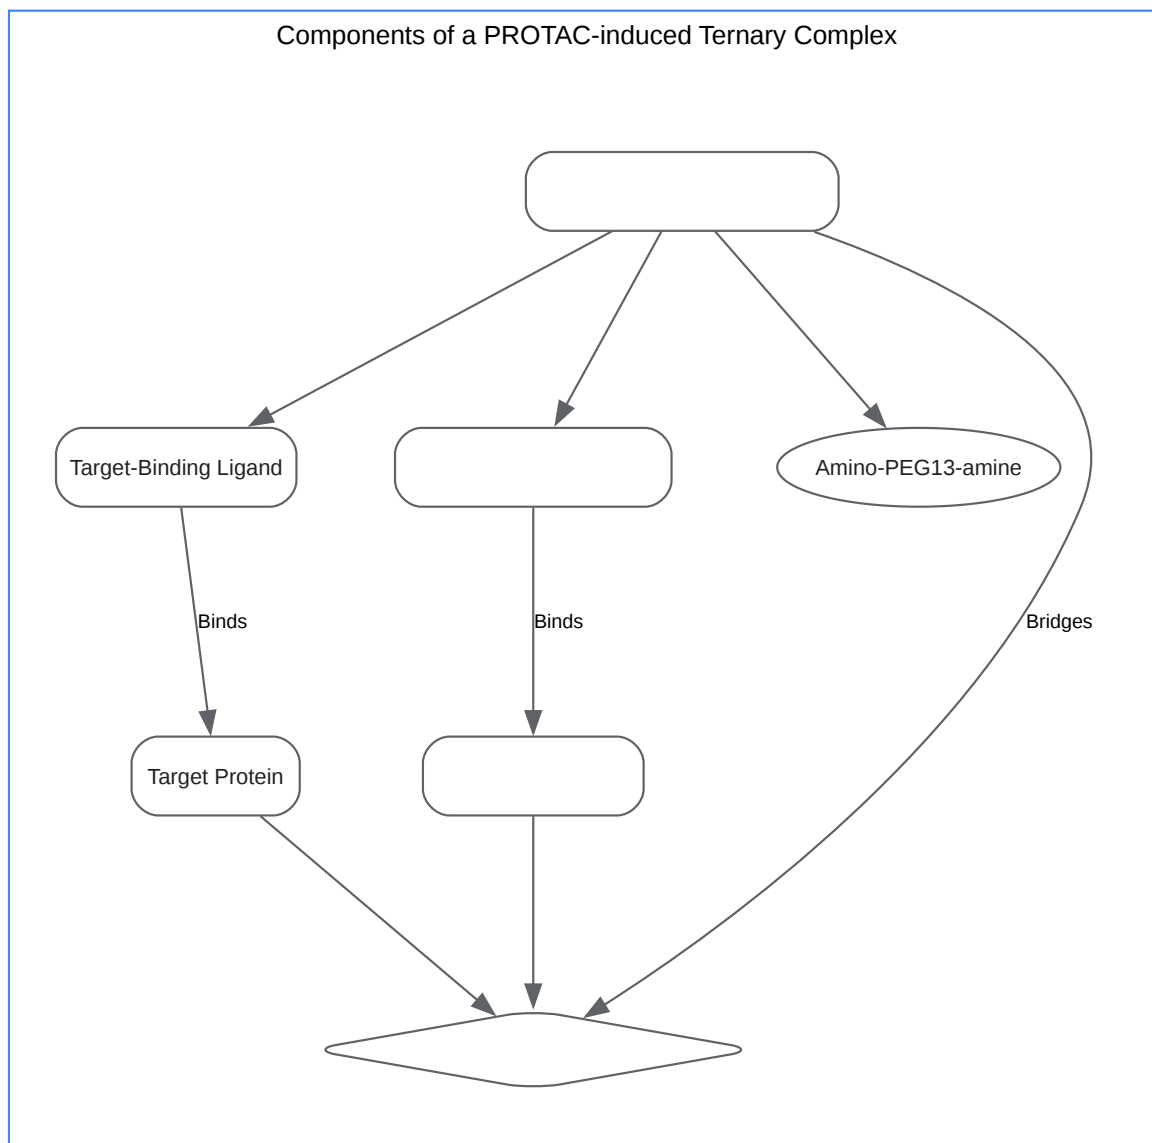 Components of a PROTAC-induced Ternary Complex
Target-Binding Ligand
Amino-PEG13-amine
Binds
Binds
Bridges
Target Protein